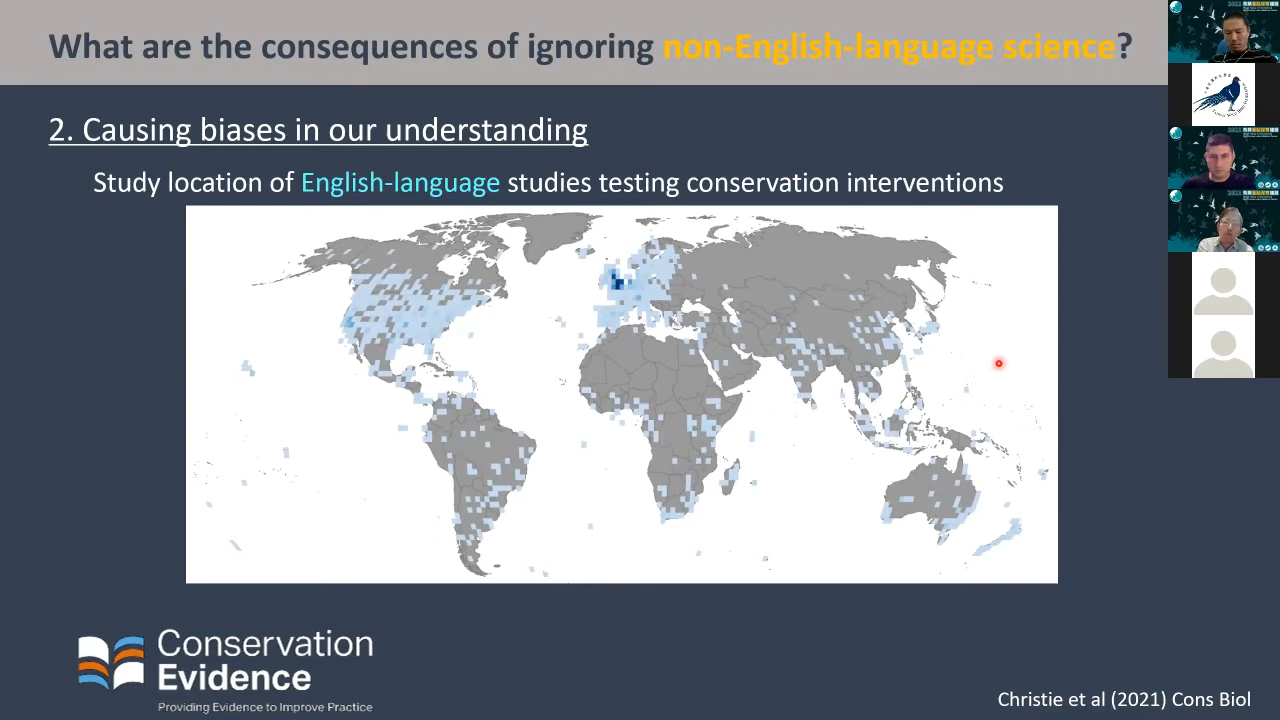 What are the consequences of ignoring non-English-language science?
2. Causing biases in our understanding
Study location of English-language studies testing conservation interventions
Conservation
Evidence
Providing Evidence to Improve Practice
Christie et al (2021) Cons Biol